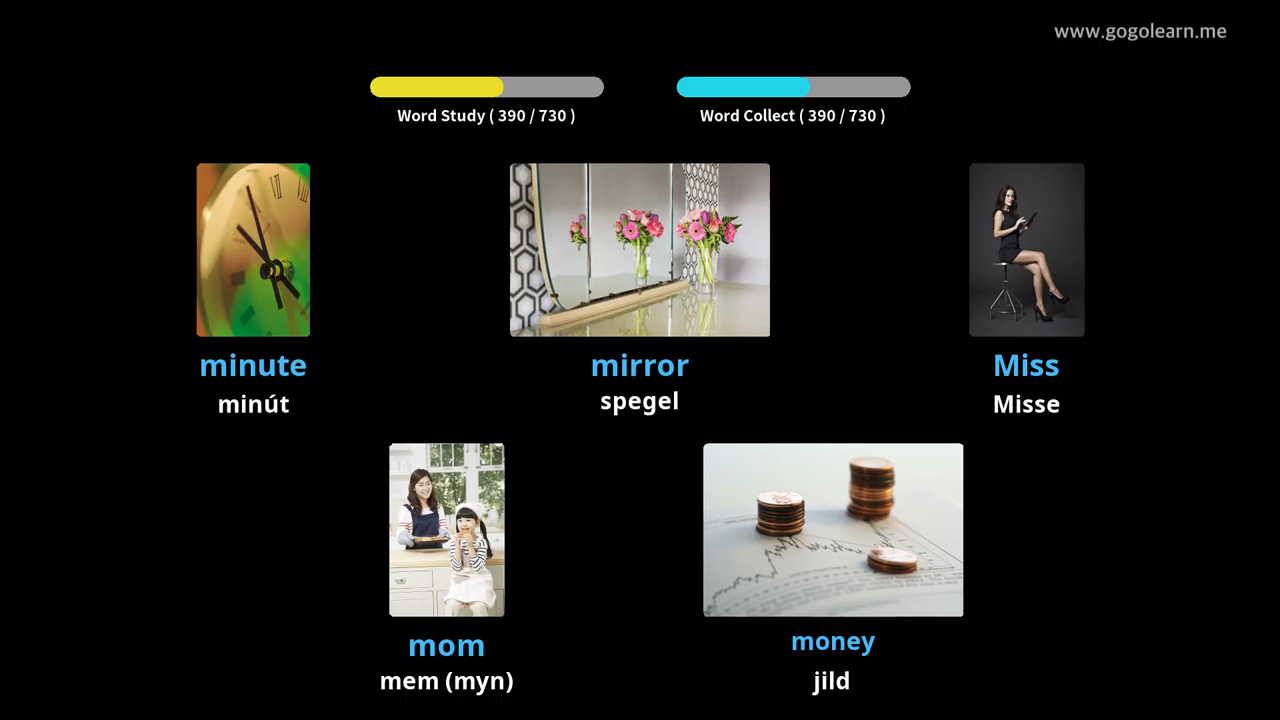 www.gogolearn.me
Word Study ( 390 / 730 )
Word Collect ( 390 / 730 )
minute
minút
mirror
spegel
Miss
Misse
mom
mem (myn)
money
jild